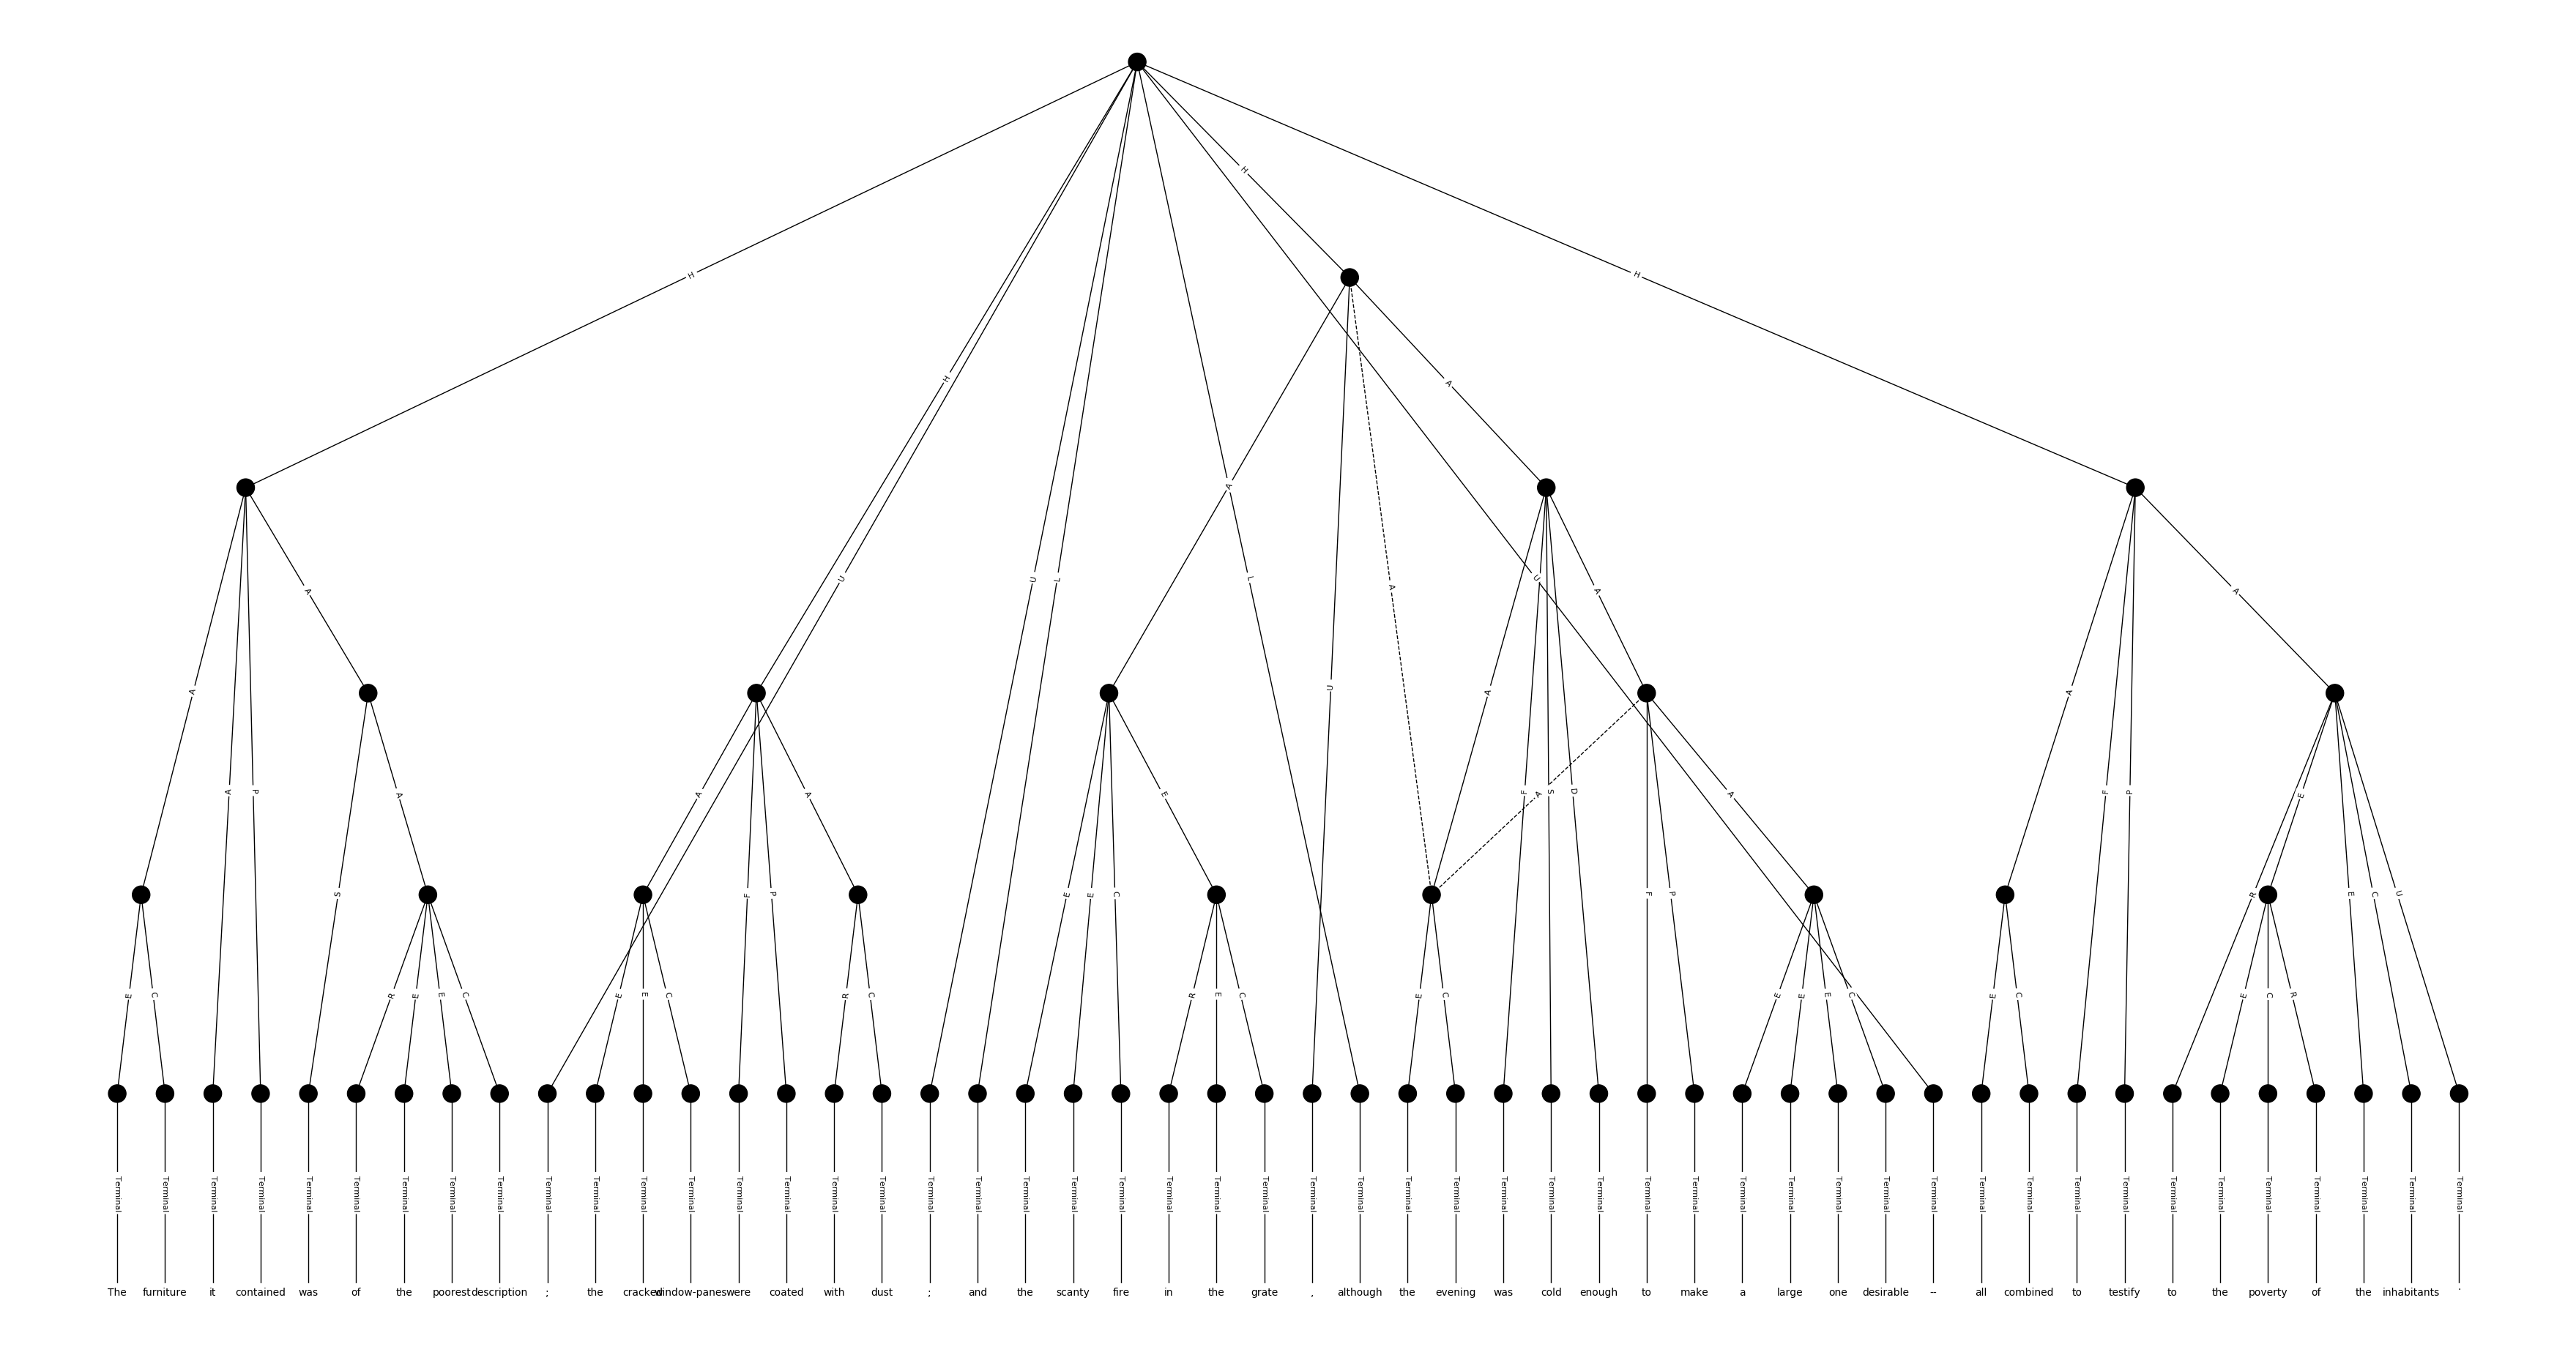 H
H
H
A
H
A
L
U
L
U
U
A
A
A
A
A
U
A
A
A
F
A
S
D
A
F
P
A
P
A
A
A
A
E
E
S
F
P
E
E
C
F
P
R
E
C
U
E
C
R
E
E
C
E
E
C
R
C
R
E
C
E
C
E
E
E
C
E
C
E
C
R
Terminal Terminal Terminal Terminal Terminal Terminal Terminal Terminal Terminal Terminal Terminal Terminal Terminal Terminal Terminal Terminal Terminal Terminal Terminal Terminal Terminal Terminal Terminal Terminal Terminal Terminal Terminal Terminal Terminal Terminal Terminal Terminal Terminal Terminal Terminal Terminal Terminal Terminal Terminal Terminal Terminal Terminal Terminal Terminal Terminal Terminal Terminal Terminal Terminal Terminal
The furniture it contained was of the poorest description ; the cracked window-panes were coated with dust ; and the scanty fire in the grate , although the evening was cold enough to make a large one desirable -- all combined to testify to the poverty of the inhabitants .